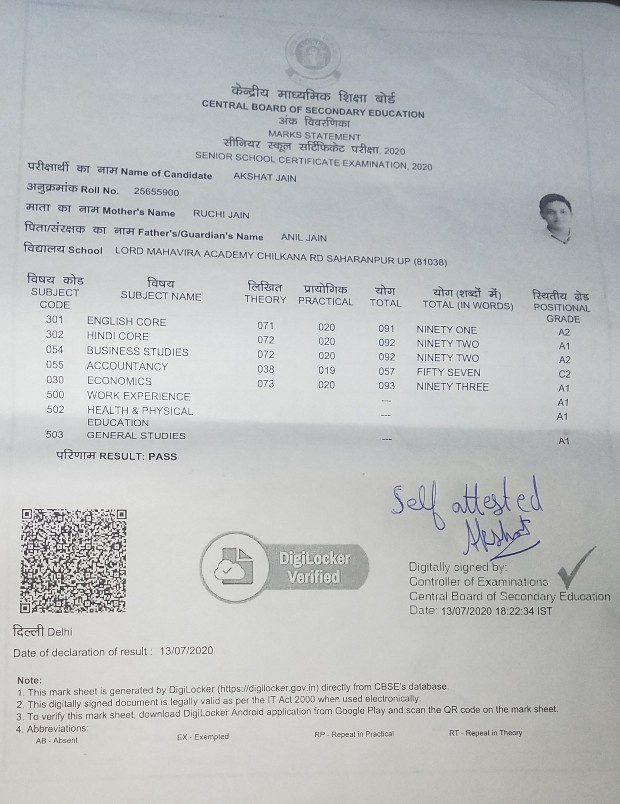 केन्द्रीय माध्यमिक शिक्षा बोर्ड
CENTRAL BOARD OF SECONDARY EDUCATION
अंक विवरणिका
MARKS STATEMENT
सीनियर स्कूल सर्टिफिकेट परीक्षा, 2020
SENIOR SCHOOL CERTIFICATE EXAMINATION, 2020
परीक्षार्थी का नाम Name of Candidate AKSHAT JAIN
अनुक्रमांक Roll No. 25655900
माता का नाम Mother's Name RUCHI JAIN
पिता/संरक्षक का नाम Father's/Guardian's Name ANIL JAIN
विद्यालय School LORD MAHAVIRA ACADEMY CHILKANA RD SAHARANPUR UP (81038)
विषय कोड विषय लिखित प्रायोगिक योग योग (शब्दों में) स्थितीय ग्रेड
SUBJECT CODE SUBJECT NAME THEORY PRACTICAL TOTAL TOTAL (IN WORDS) POSITIONAL GRADE
301 ENGLISH CORE 071 020 091 NINETY ONE A2
302 HINDI CORE 072 020 092 NINETY TWO A1
054 BUSINESS STUDIES 072 020 092 NINETY TWO A2
055 ACCOUNTANCY 038 019 057 FIFTY SEVEN C2
030 ECONOMICS 073 020 093 NINETY THREE A1
500 WORK EXPERIENCE --- A1
502 HEALTH & PHYSICAL EDUCATION --- A1
503 GENERAL STUDIES --- A1
परिणाम RESULT: PASS
Self attested
Akshat
DigiLocker
Verified
Digitally signed by:
Controller of Examinations
Central Board of Secondary Education
Date: 13/07/2020 18:22:34 IST
दिल्ली Delhi
Date of declaration of result : 13/07/2020
Note:
1. This mark sheet is generated by DigiLocker (https://digilocker.gov.in) directly from CBSE's database.
2. This digitally signed document is legally valid as per the IT Act 2000 when used electronically.
3. To verify this mark sheet, download DigiLocker Android application from Google Play and scan the QR code on the mark sheet.
4. Abbreviations:
AB - Absent EX - Exempted RP - Repeat in Practical RT - Repeat in Theory